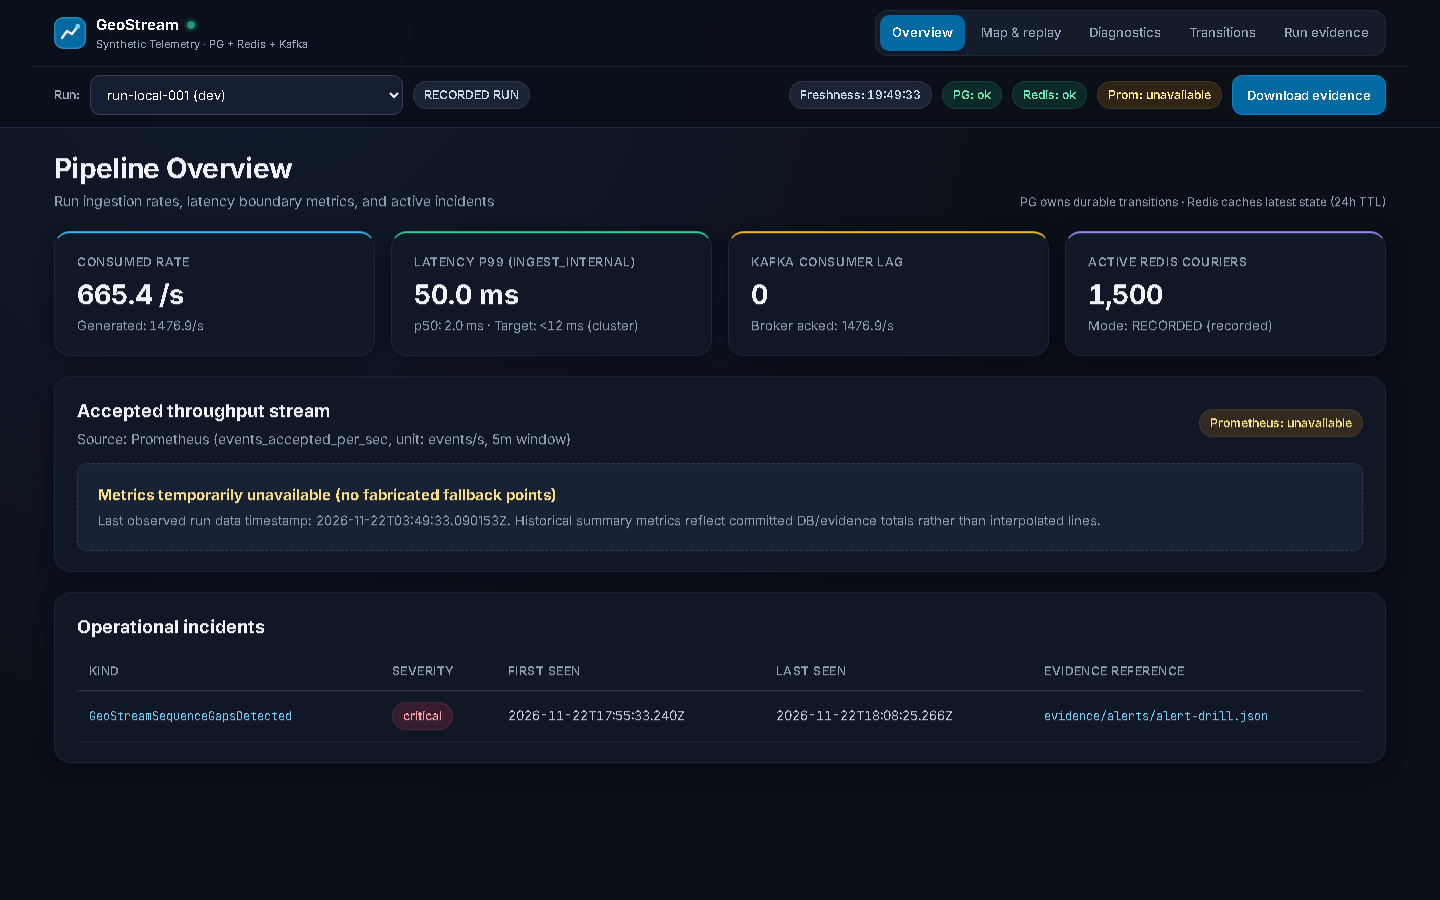 GeoStream
Synthetic Telemetry · PG + Redis + Kafka
Overview
Map & replay
Diagnostics
Transitions
Run evidence
Run:
run-local-001 (dev)
RECORDED RUN
Freshness: 19:49:33
PG: ok
Redis: ok
Prom: unavailable
Download evidence
Pipeline Overview
Run ingestion rates, latency boundary metrics, and active incidents
PG owns durable transitions · Redis caches latest state (24h TTL)
CONSUMED RATE
665.4 /s
Generated: 1476.9/s
LATENCY P99 (INGEST_INTERNAL)
50.0 ms
p50: 2.0 ms · Target: <12 ms (cluster)
KAFKA CONSUMER LAG
0
Broker acked: 1476.9/s
ACTIVE REDIS COURIERS
1,500
Mode: RECORDED (recorded)
Accepted throughput stream
Source: Prometheus (events_accepted_per_sec, unit: events/s, 5m window)
Prometheus: unavailable
Metrics temporarily unavailable (no fabricated fallback points)
Last observed run data timestamp: 2026-11-22T03:49:33.090153Z. Historical summary metrics reflect committed DB/evidence totals rather than interpolated lines.
Operational incidents
KIND SEVERITY FIRST SEEN LAST SEEN EVIDENCE REFERENCE
GeoStreamSequenceGapsDetected critical 2026-11-22T17:55:33.240Z 2026-11-22T18:08:25.266Z evidence/alerts/alert-drill.json